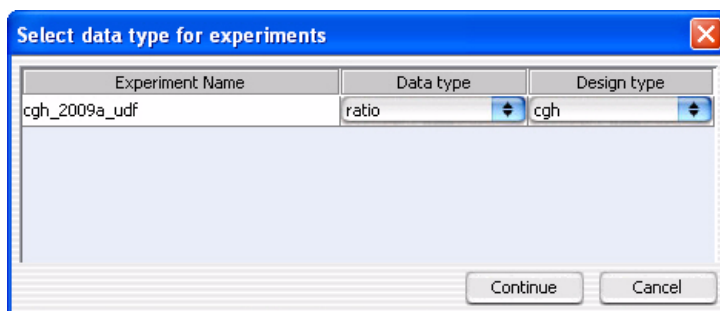 Select data type for experiments
Experiment Name Data type Design type
cgh_2009a_udf ratio cgh
Continue Cancel